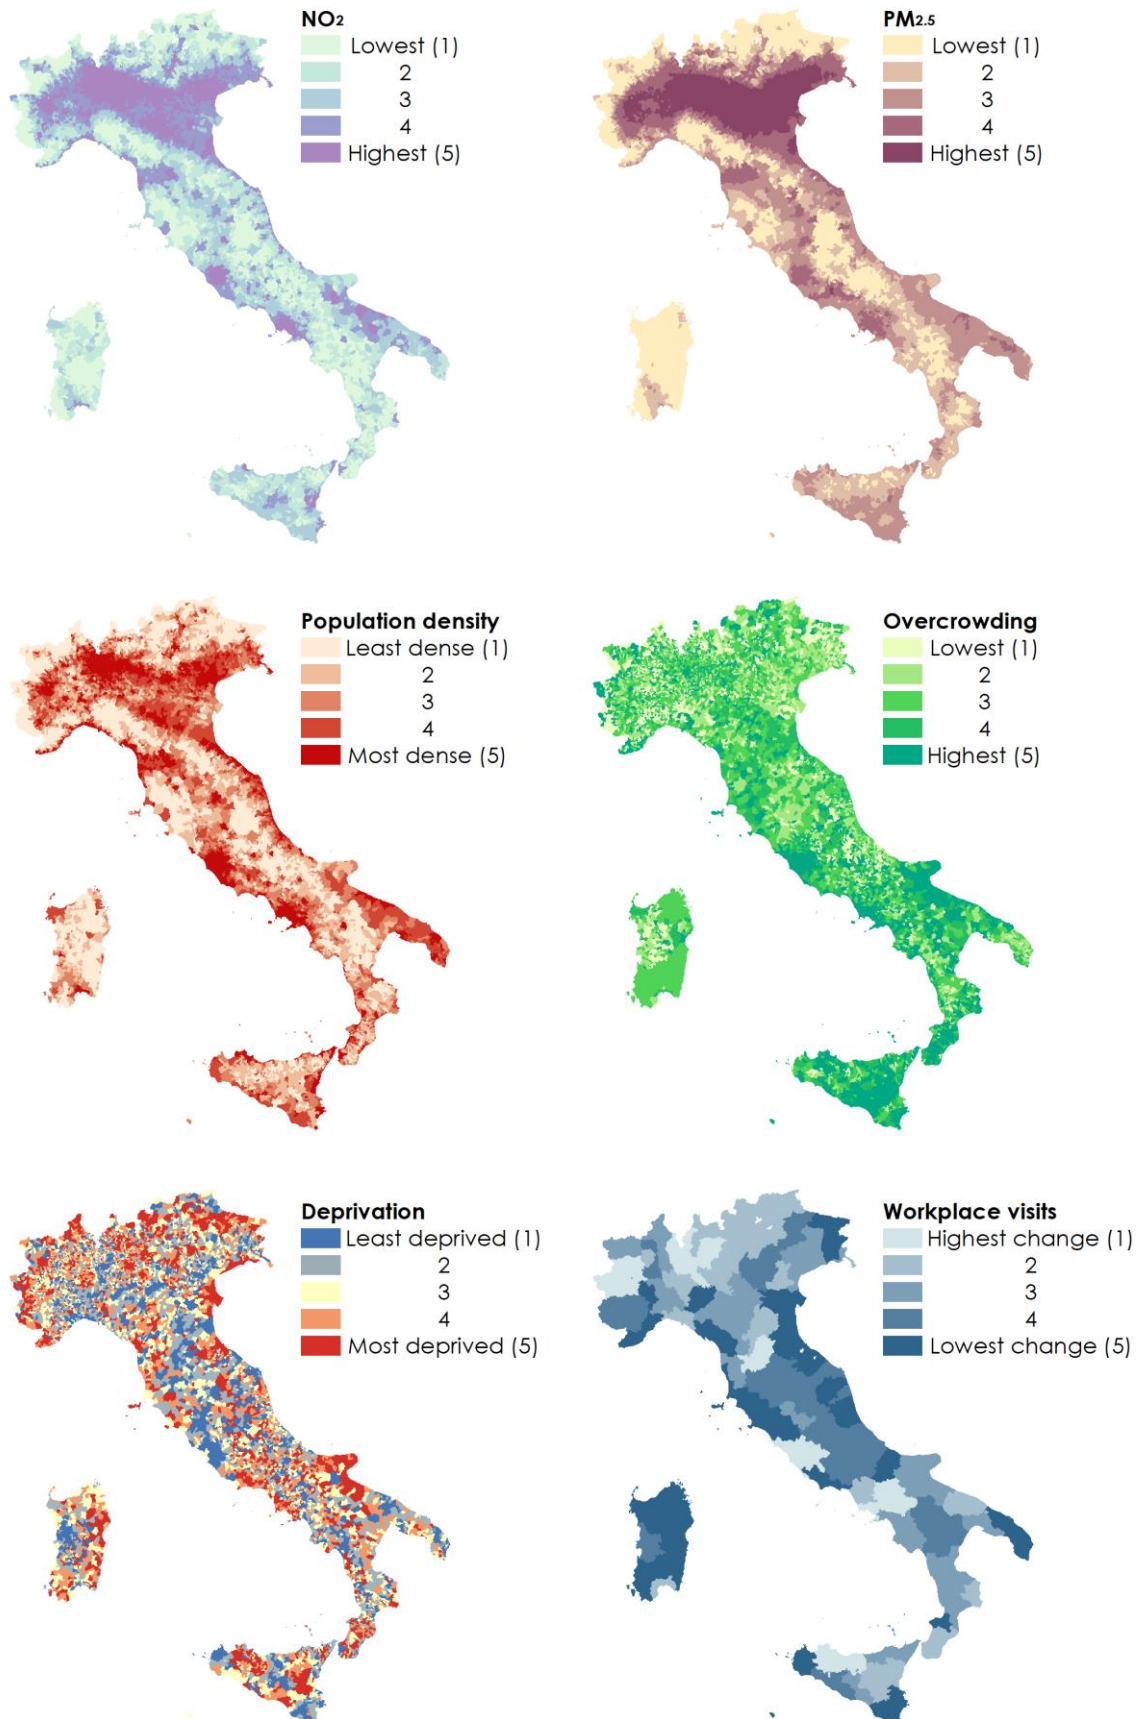 NO2
Lowest (1)
2
3
4
Highest (5)
PM2.5
Lowest (1)
2
3
4
Highest (5)
Population density
Least dense (1)
2
3
4
Most dense (5)
Overcrowding
Lowest (1)
2
3
4
Highest (5)
Deprivation
Least deprived (1)
2
3
4
Most deprived (5)
Workplace visits
Highest change (1)
2
3
4
Lowest change (5)